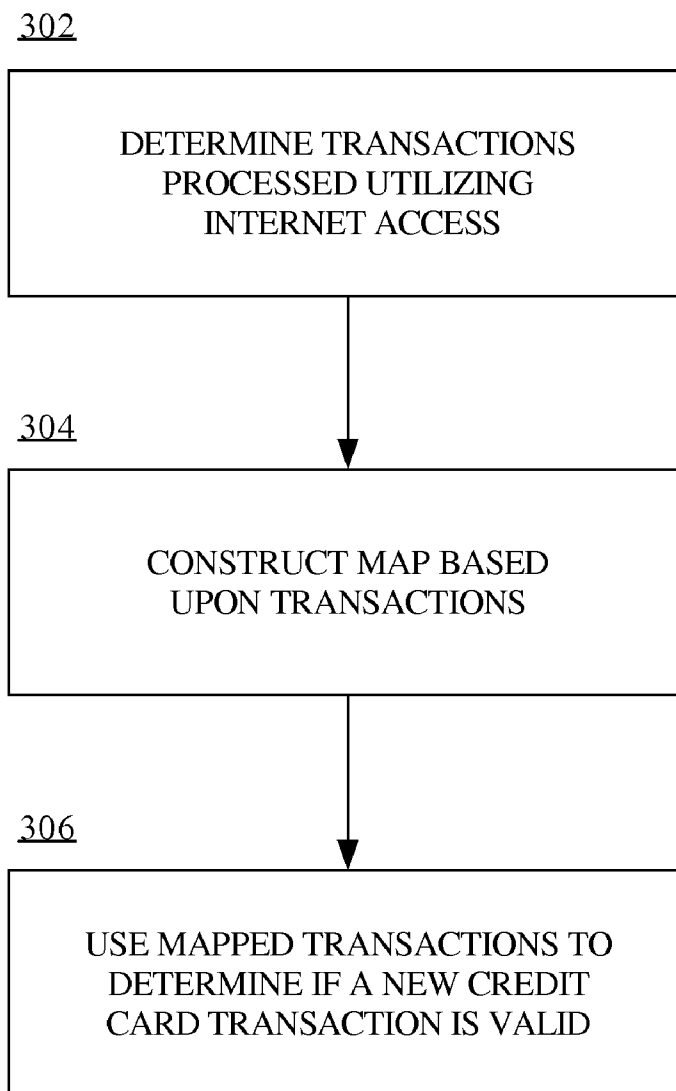 302
DETERMINE TRANSACTIONS
PROCESSED UTILIZING
INTERNET ACCESS
304
CONSTRUCT MAP BASED
UPON TRANSACTIONS
306
USE MAPPED TRANSACTIONS TO
DETERMINE IF A NEW CREDIT
CARD TRANSACTION IS VALID